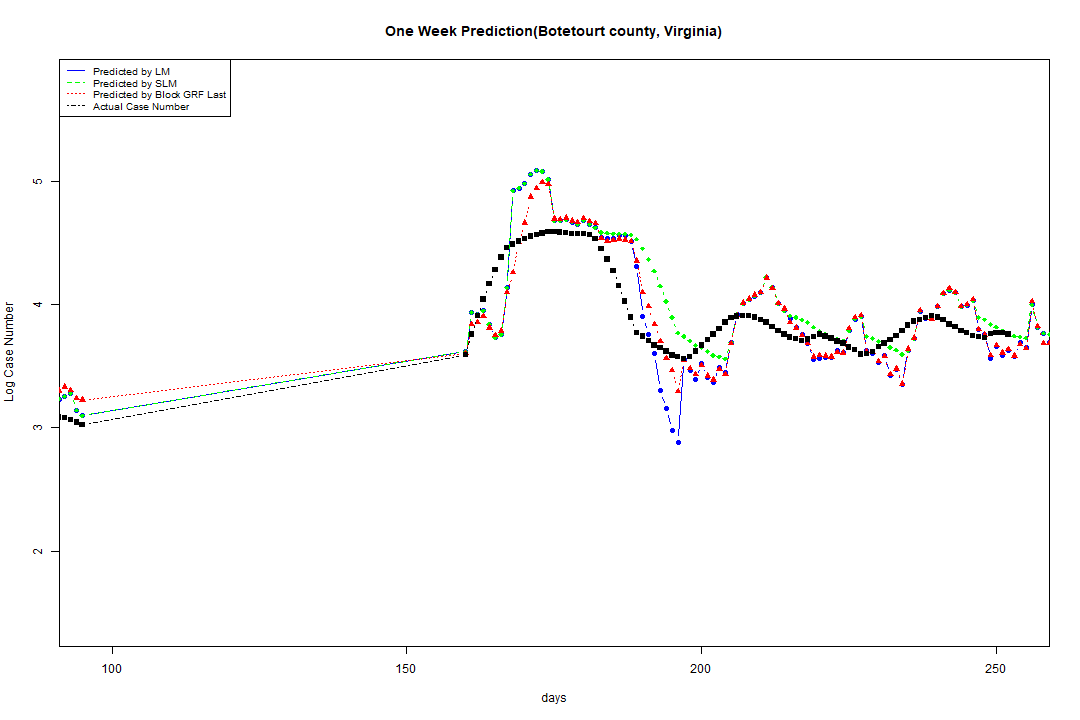 One Week Prediction(Botetourt county, Virginia)
Predicted by LM
Predicted by SLM
Predicted by Block GRF Last
Actual Case Number
5
4
3
2
Log Case Number
100 150 200 250
days